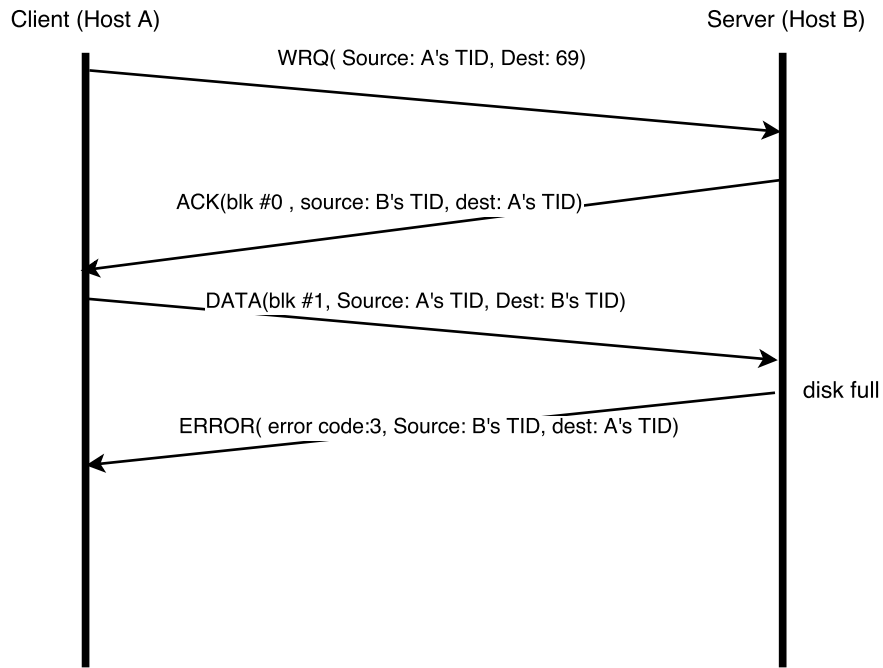 Client (Host A)
Server (Host B)
WRQ( Source: A's TID, Dest: 69)
ACK(blk #0 , source: B's TID, dest: A's TID)
DATA(blk #1, Source: A's TID, Dest: B's TID)
disk full
ERROR( error code:3, Source: B's TID, dest: A's TID)